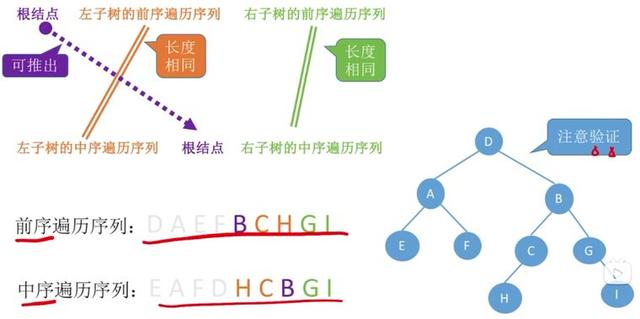 根结点 左子树的前序遍历序列 右子树的前序遍历序列
可推出 长度相同 长度相同
左子树的中序遍历序列 根结点 右子树的中序遍历序列
前序遍历序列：D A E F B C H G I
中序遍历序列：E A F D H C B G I
注意验证
D
A B
E F C G
H I